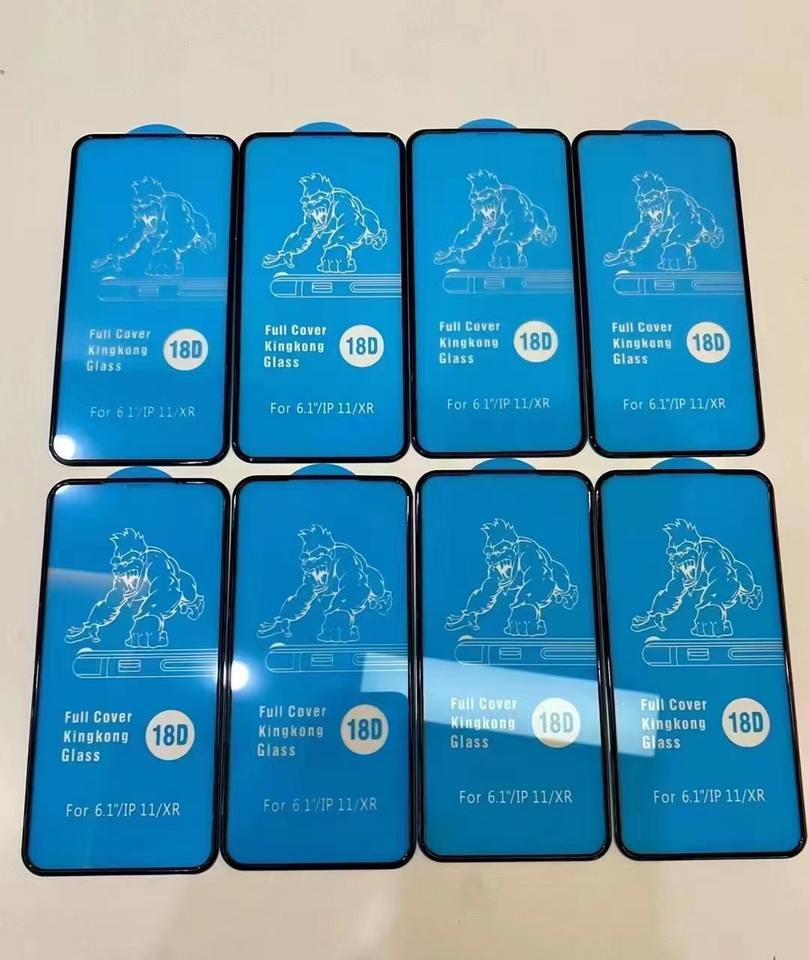 Full Cover
Kingkong
Glass
18D
For 6.1"/IP 11/XR
Full Cover
Kingkong
Glass
18D
For 6.1"/IP 11/XR
Full Cover
Kingkong
Glass
18D
For 6.1"/IP 11/XR
Full Cover
Kingkong
Glass
18D
For 6.1"/IP 11/XR
Full Cover
Kingkong
Glass
18D
For 6.1"/IP 11/XR
Full Cover
Kingkong
Glass
18D
For 6.1"/IP 11/XR
Full Cover
Kingkong
Glass
18D
For 6.1"/IP 11/XR
Full Cover
Kingkong
Glass
18D
For 6.1"/IP 11/XR